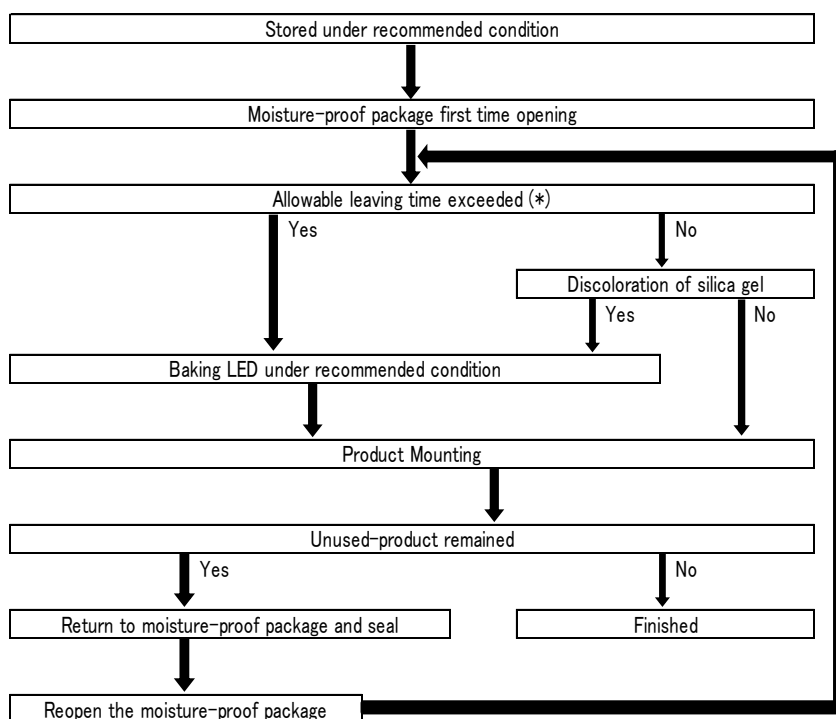 Stored under recommended condition
Moisture-proof package first time opening
Allowable leaving time exceeded (*)
Yes
No
Discoloration of silica gel
Yes
No
Baking LED under recommended condition
Product Mounting
Unused-product remained
Yes
No
Return to moisture-proof package and seal
Finished
Reopen the moisture-proof package